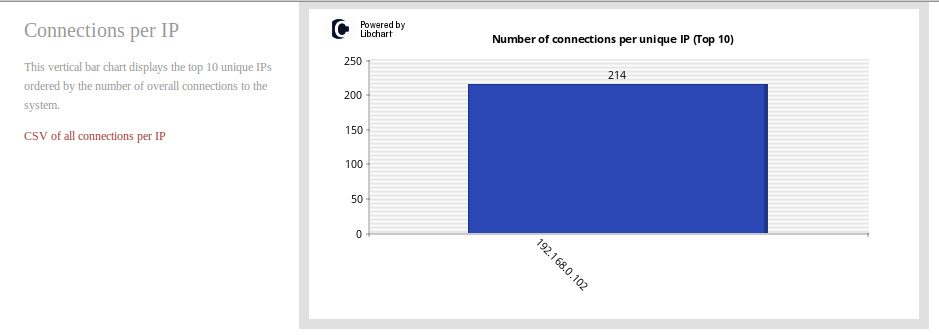 Connections per IP
This vertical bar chart displays the top 10 unique IPs
ordered by the number of overall connections to the
system.
CSV of all connections per IP
Powered by
Libchart
Number of connections per unique IP (Top 10)
250
200
150
100
50
0
214
192.168.0.102